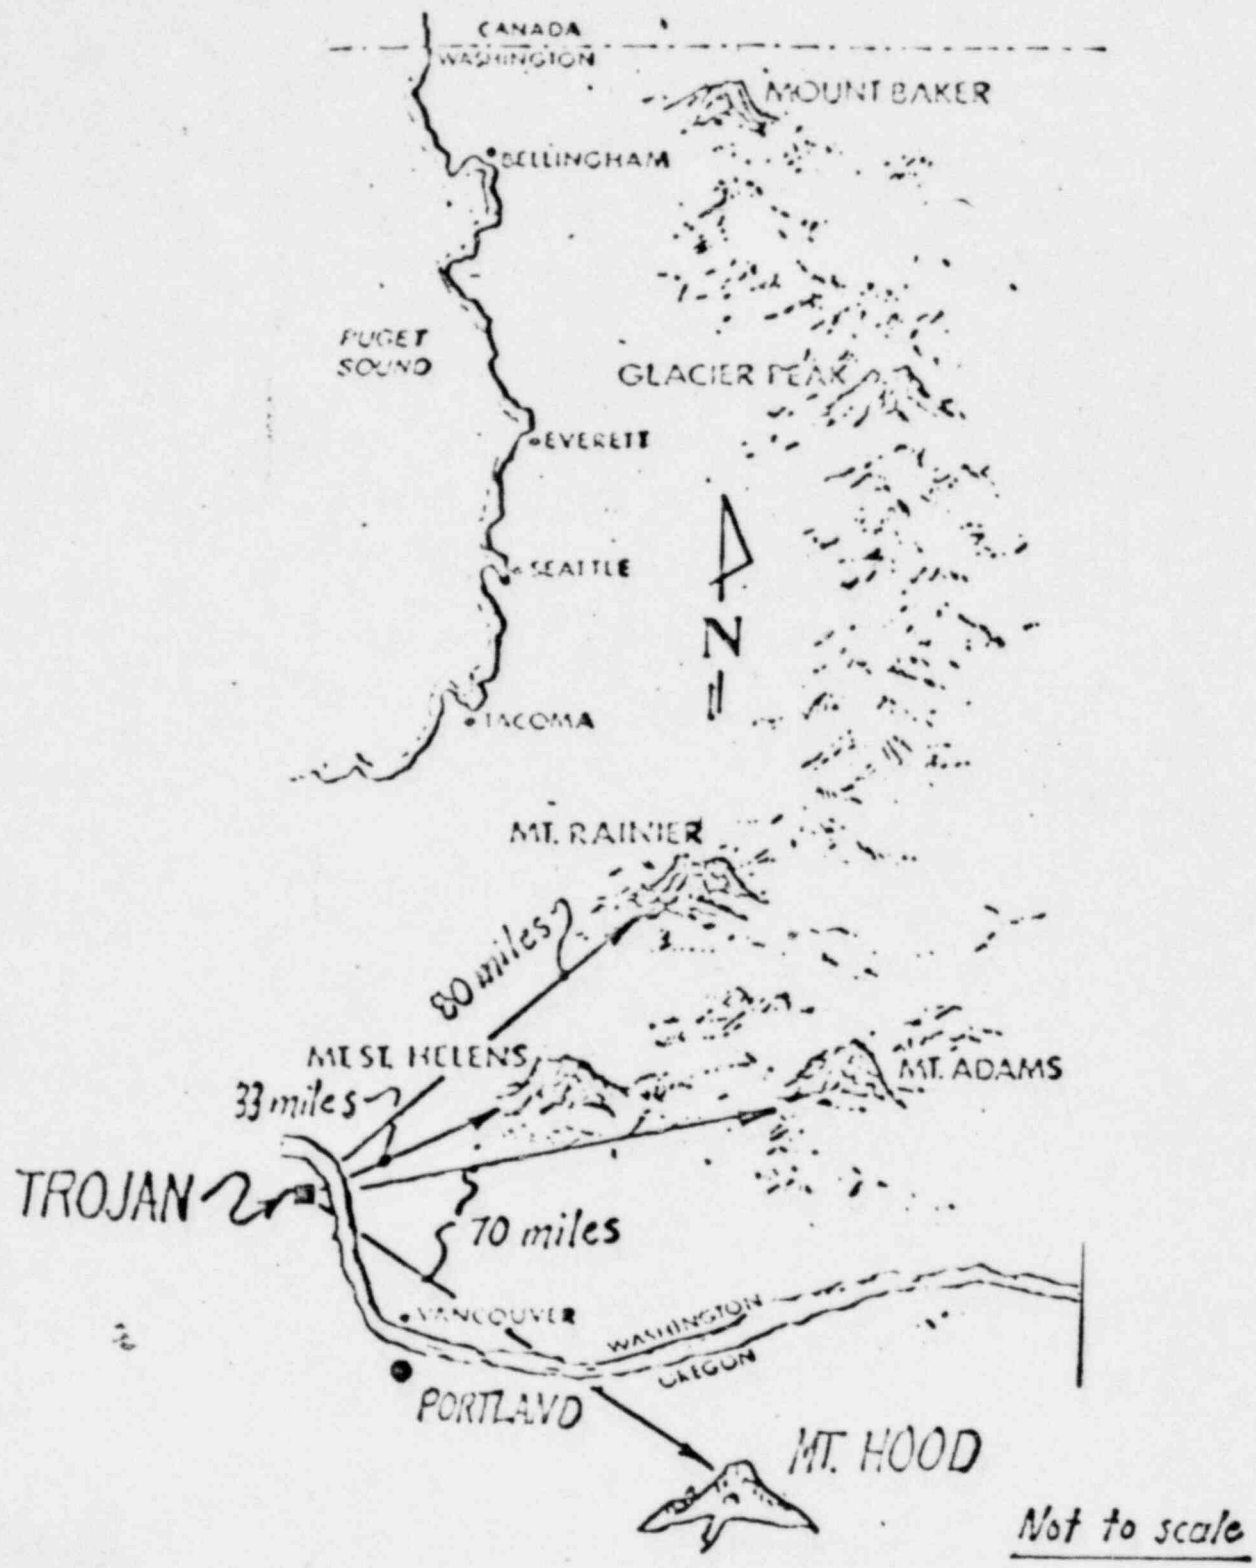 CANADA
WASHINGTON
MOUNT BAKER
BELLINGHAM
PUGET
SOUND
GLACIER PEAK
EVERETT
SEATTLE
N
TACOMA
MT. RAINIER
80 miles
MT. ST. HELENS
MT. ADAMS
33 miles
TROJAN
70 miles
VANCOUVER
WASHINGTON
OREGON
PORTLAND
MT. HOOD
Not to scale